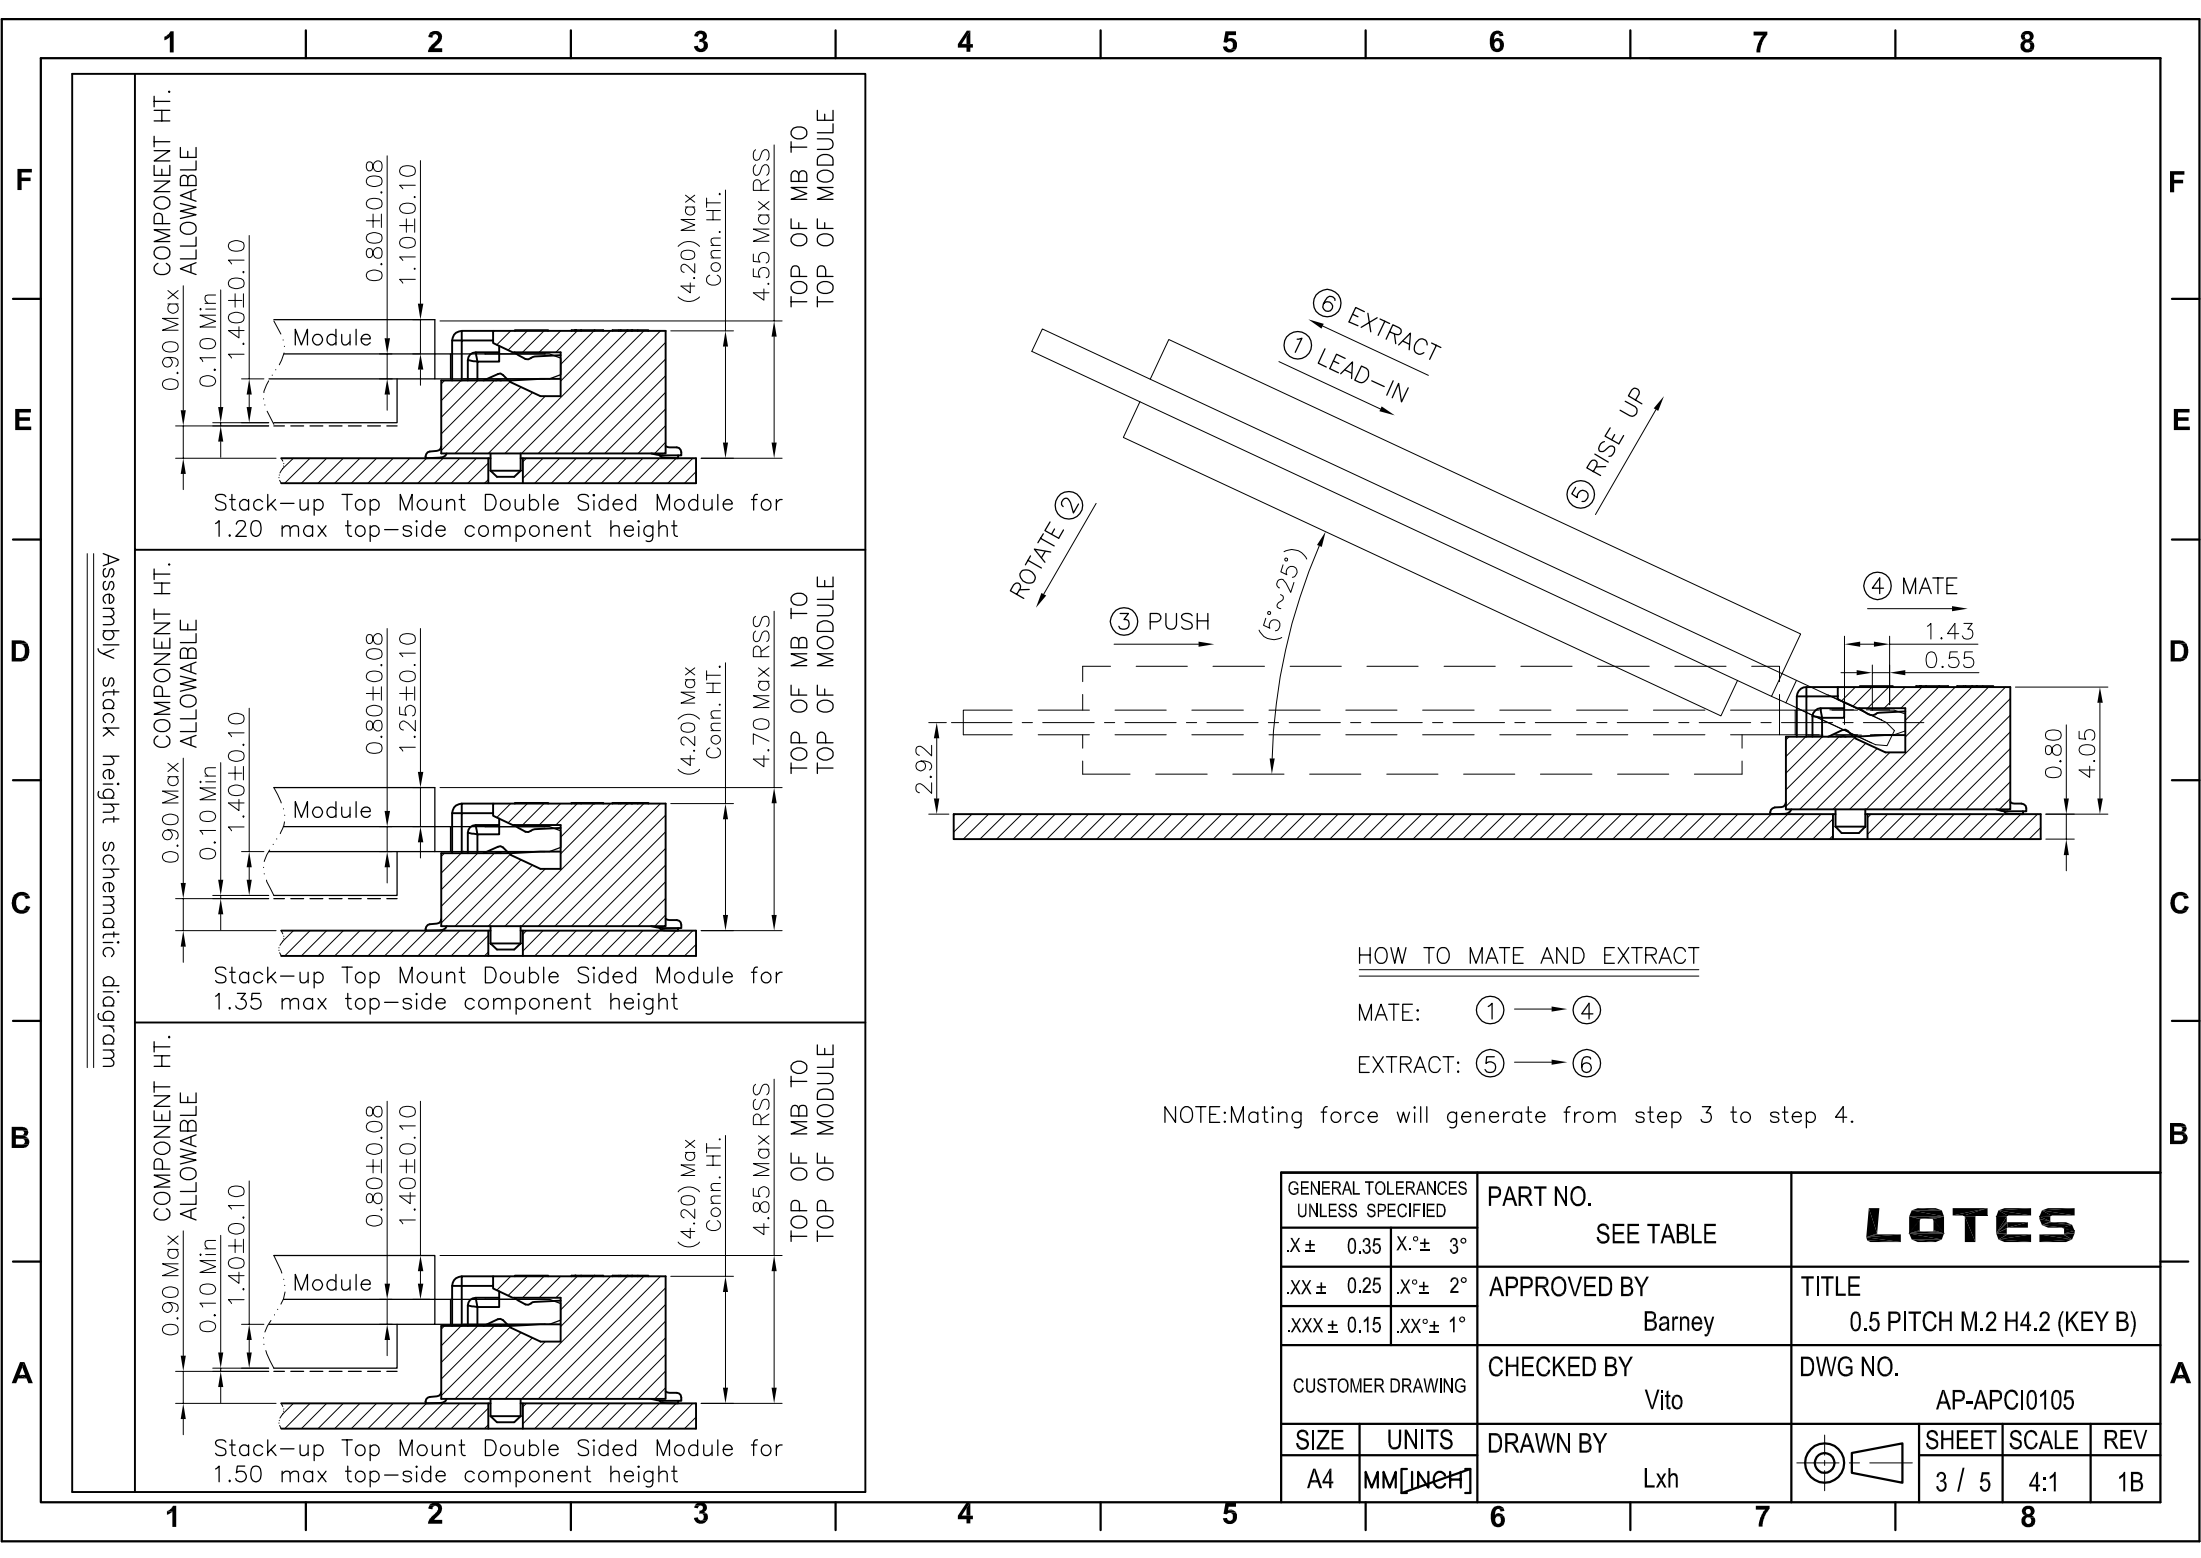 1 2 3 4 5 6 7 8
F
E
D
C
B
A
F
E
D
C
B
A
1 2 3 4 5 6 7 8
Assembly stack height schematic diagram
0.90 Max COMPONENT HT.
ALLOWABLE
0.10 Min
1.40±0.10
0.80±0.08
1.10±0.10
(4.20) Max
Conn. HT.
4.55 Max RSS
TOP OF MB TO
TOP OF MODULE
Module
Stack-up Top Mount Double Sided Module for
1.20 max top-side component height
0.90 Max COMPONENT HT.
ALLOWABLE
0.10 Min
1.40±0.10
0.80±0.08
1.25±0.10
(4.20) Max
Conn. HT.
4.70 Max RSS
TOP OF MB TO
TOP OF MODULE
Module
Stack-up Top Mount Double Sided Module for
1.35 max top-side component height
0.90 Max COMPONENT HT.
ALLOWABLE
0.10 Min
1.40±0.10
0.80±0.08
1.40±0.10
(4.20) Max
Conn. HT.
4.85 Max RSS
TOP OF MB TO
TOP OF MODULE
Module
Stack-up Top Mount Double Sided Module for
1.50 max top-side component height
⑥ EXTRACT
① LEAD-IN
⑤ RISE UP
ROTATE ②
(5°~25°)
③ PUSH
④ MATE
1.43
0.55
2.92
0.80
4.05
HOW TO MATE AND EXTRACT
MATE: ① → ④
EXTRACT: ⑤ → ⑥
NOTE:Mating force will generate from step 3 to step 4.
GENERAL TOLERANCES
UNLESS SPECIFIED
.X ± 0.35 X.°± 3°
.XX ± 0.25 .X°± 2°
.XXX ± 0.15 .XX°± 1°
CUSTOMER DRAWING
SIZE UNITS
A4 MM[INCH]
PART NO.
SEE TABLE
APPROVED BY
Barney
CHECKED BY
Vito
DRAWN BY
Lxh
LOTES
TITLE
0.5 PITCH M.2 H4.2 (KEY B)
DWG NO.
AP-APCI0105
SHEET SCALE REV
3 / 5 4:1 1B